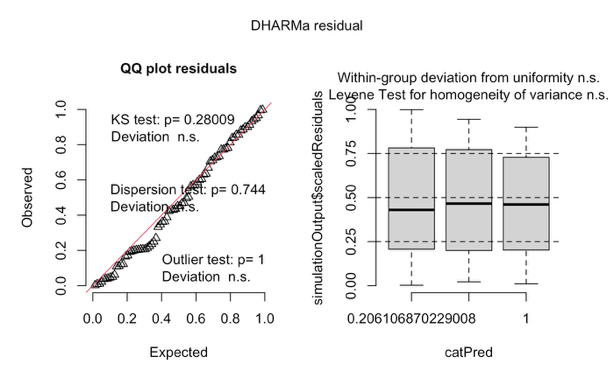 DHARMa residual
QQ plot residuals
KS test: p= 0.28009
Deviation n.s.
Dispersion test: p= 0.744
Deviation n.s.
Outlier test: p= 1
Deviation n.s.
Observed
0.0
0.2
0.4
0.6
0.8
1.0
0.0 0.2 0.4 0.6 0.8 1.0
Expected
Within-group deviation from uniformity n.s.
Levene Test for homogeneity of variance n.s.
simulationOutput$scaledResiduals
0.00
0.25
0.50
0.75
1.00
0.206106870229008 1
catPred